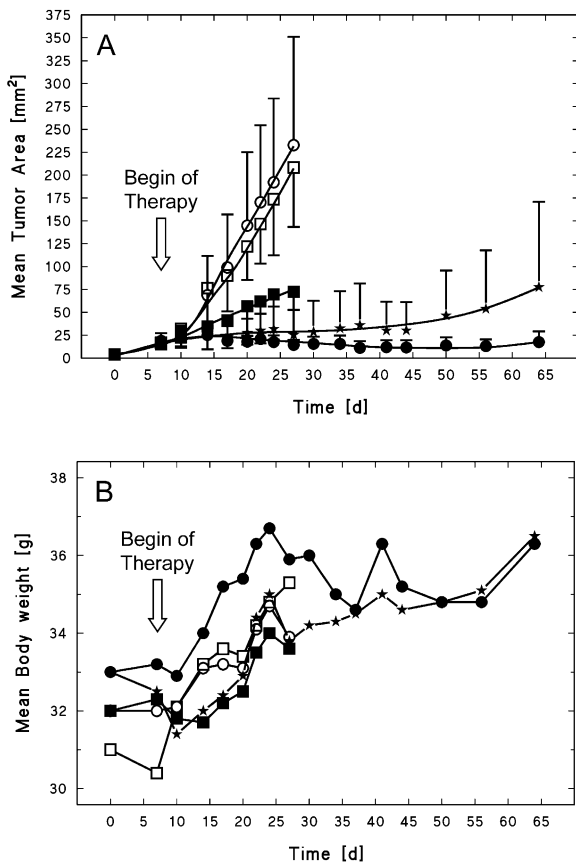 A
Mean Tumor Area [mm²]
375
350
325
300
275
250
225
200
175
150
125
100
75
50
25
0
Begin of
Therapy
0 5 10 15 20 25 30 35 40 45 50 55 60 65
Time [d]
B
Mean Body weight [g]
38
36
34
32
30
Begin of
Therapy
0 5 10 15 20 25 30 35 40 45 50 55 60 65
Time [d]